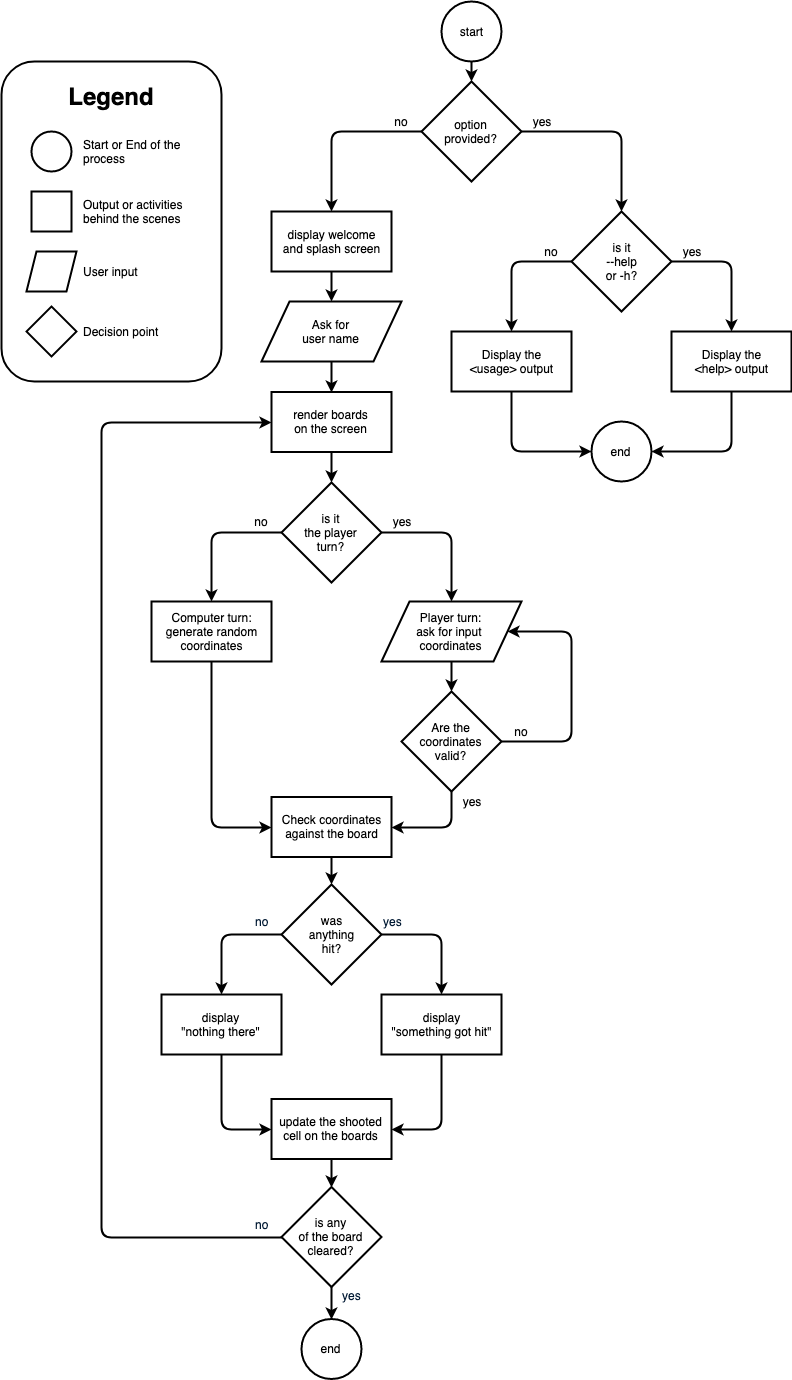 start
Legend
Start or End of the
process
Output or activities
behind the scenes
User input
Decision point
option
provided?
no
yes
display welcome
and splash screen
is it
--help
or -h?
no
yes
Ask for
user name
Display the
<usage> output
Display the
<help> output
end
render boards
on the screen
is it
the player
turn?
no
yes
Computer turn:
generate random
coordinates
Player turn:
ask for input
coordinates
Are the
coordinates
valid?
no
yes
Check coordinates
against the board
was
anything
hit?
no
yes
display
"nothing there"
display
"something got hit"
update the shooted
cell on the boards
is any
of the board
cleared?
no
yes
end